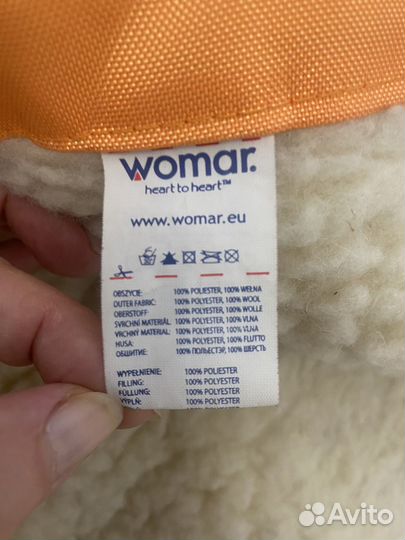 womar.
heart to heart™
www.womar.eu
OBSZYCIE: 100% POLIESTER, 100% WEŁNA
OUTER FABRIC: 100% POLYESTER, 100% WOOL
OBERSTOFF: 100% POLYESTER, 100% WOLLE
SVRCHNÍ MATERIÁL: 100% POLYESTER, 100% VLNA
VRCHNÝ MATERIAL: 100% POLYESTER, 100% VLNA
HUSA: 100% POLYESTER, 100% FLUTTO
ОБШИТИЕ: 100% ПОЛЬЕСТЭР, 100% ШЕРСТЬ
WYPEŁNIENIE: 100% POLIESTER
FILLING: 100% POLYESTER
FÜLLUNG: 100% POLYESTER
VÝPLŇ: 100% POLYESTER
Avito